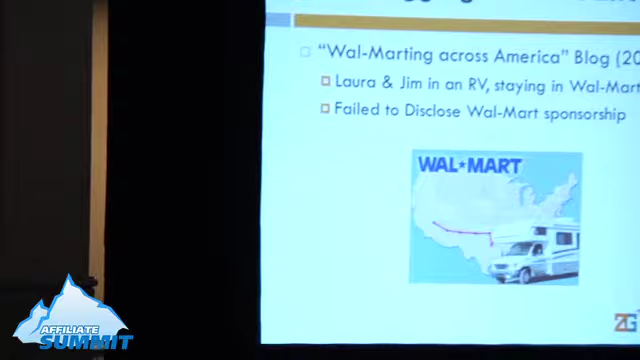 "Wal-Marting across America" Blog (20
Laura & Jim in an RV, staying in Wal-Mart
Failed to Disclose Wal-Mart sponsorship
WAL★MART
ZG
AFFILIATE
SUMMIT